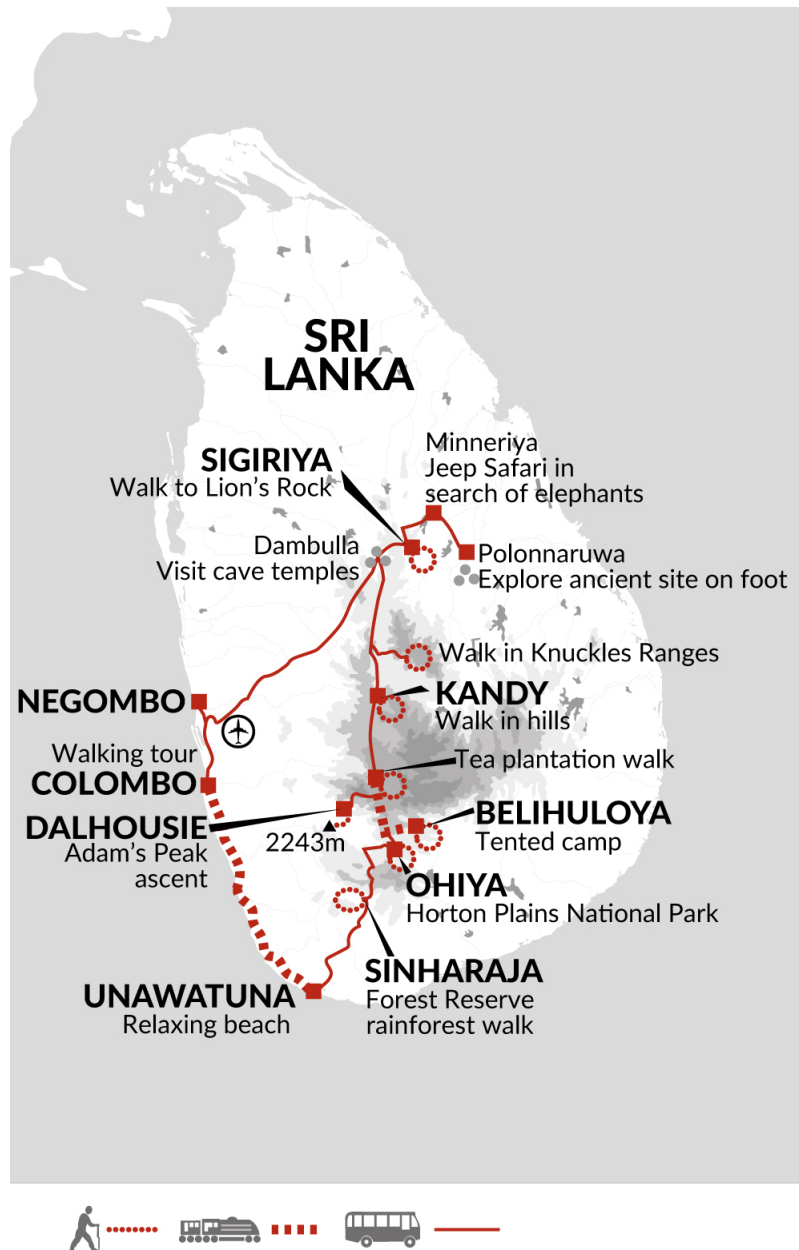 SRI
LANKA
Minneriya
Jeep Safari in
search of elephants
SIGIRIYA
Walk to Lion's Rock
Dambulla
Visit cave temples
Polonnaruwa
Explore ancient site on foot
Walk in Knuckles Ranges
KANDY
Walk in hills
NEGOMBO
Walking tour
COLOMBO
Tea plantation walk
DALHOUSIE
Adam's Peak
ascent
2243m
BELIHULOYA
Tented camp
OHIYA
Horton Plains National Park
SINHARAJA
Forest Reserve
rainforest walk
UNAWATUNA
Relaxing beach